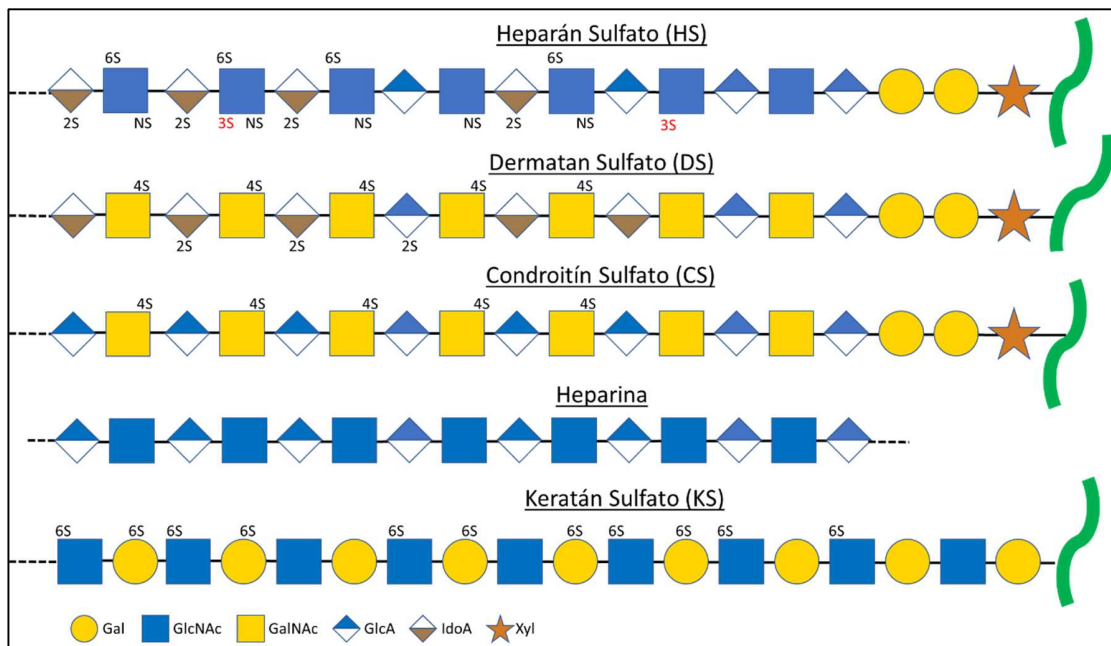 Heparán Sulfato (HS)
6S 6S 6S 6S
2S NS 2S 3S NS 2S NS NS 2S NS 3S
Dermatan Sulfato (DS)
4S 4S 4S 4S 4S
2S 2S 2S
Condroitín Sulfato (CS)
4S 4S 4S 4S 4S
Heparina
Keratán Sulfato (KS)
6S 6S 6S 6S 6S 6S 6S 6S 6S 6S 6S
Gal GlcNAc GalNAc GlcA IdoA Xyl